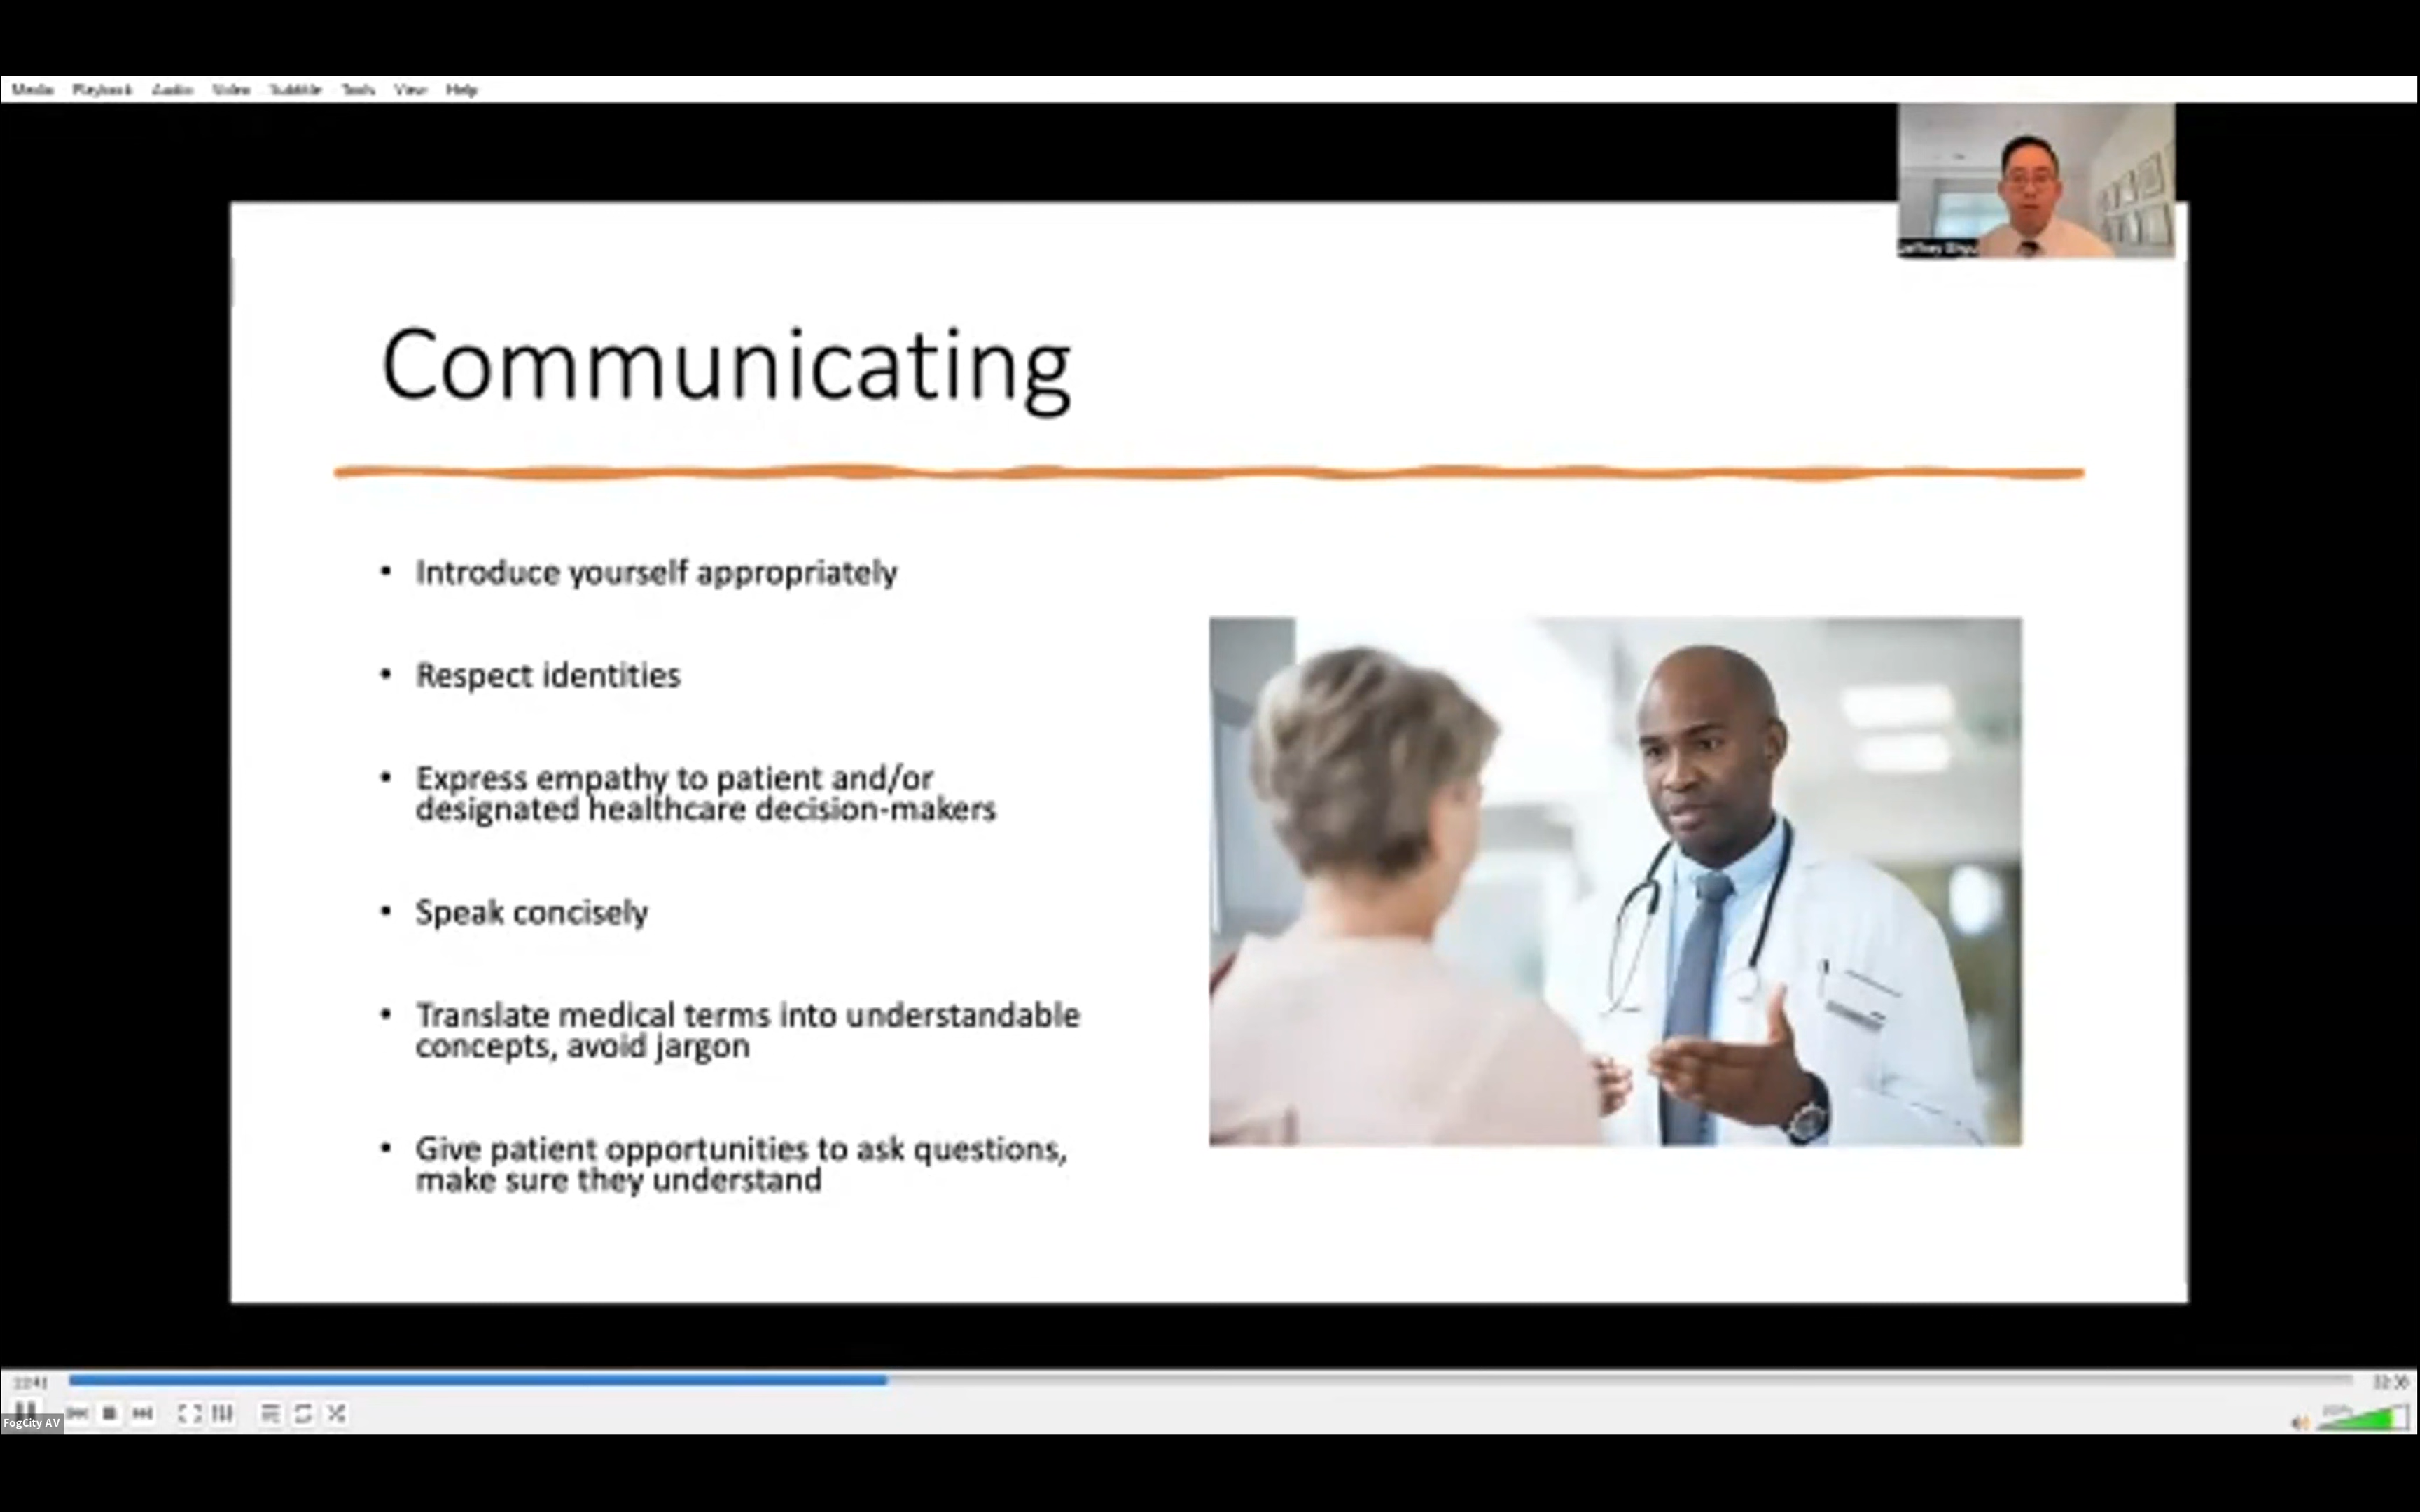 Media Playback Audio Video Subtitle Tools View Help
Communicating
• Introduce yourself appropriately
• Respect identities
• Express empathy to patient and/or
designated healthcare decision-makers
• Speak concisely
• Translate medical terms into understandable
concepts, avoid jargon
• Give patient opportunities to ask questions,
make sure they understand
FogCity AV